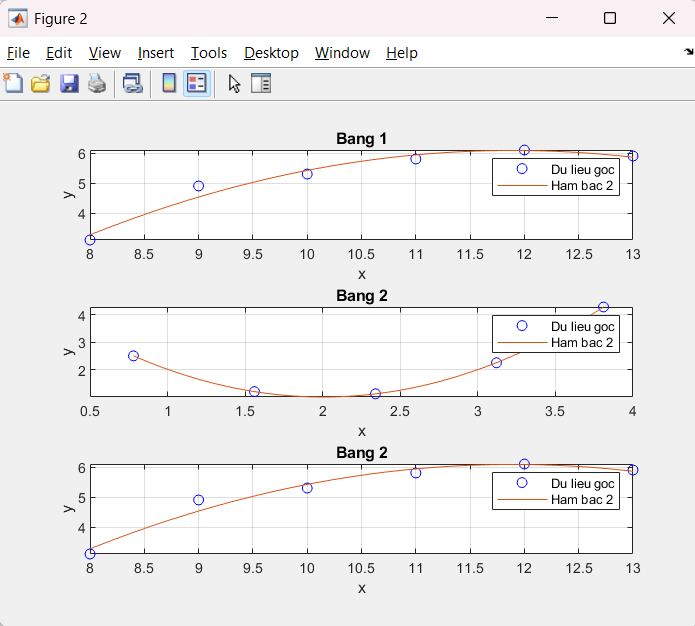 Figure 2
File Edit View Insert Tools Desktop Window Help
Bang 1
6
5
4
y
Du lieu goc
Ham bac 2
8 8.5 9 9.5 10 10.5 11 11.5 12 12.5 13
x
Bang 2
4
3
2
y
Du lieu goc
Ham bac 2
0.5 1 1.5 2 2.5 3 3.5 4
x
Bang 2
6
5
4
y
Du lieu goc
Ham bac 2
8 8.5 9 9.5 10 10.5 11 11.5 12 12.5 13
x